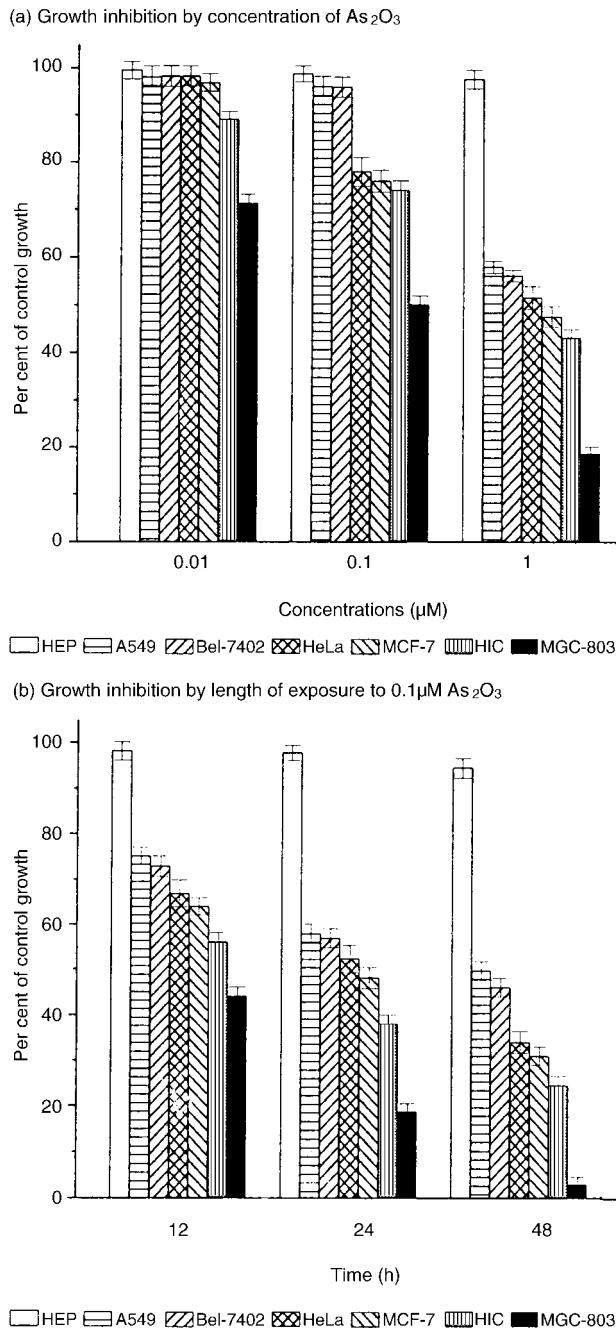 (a) Growth inhibition by concentration of As₂O₃
100
80
60
40
20
0
Per cent of control growth
0.01 0.1 1
Concentrations (µM)
HEP A549 Bel-7402 HeLa MCF-7 HIC MGC-803
(b) Growth inhibition by length of exposure to 0.1µM As₂O₃
100
80
60
40
20
0
Per cent of control growth
12 24 48
Time (h)
HEP A549 Bel-7402 HeLa MCF-7 HIC MGC-803